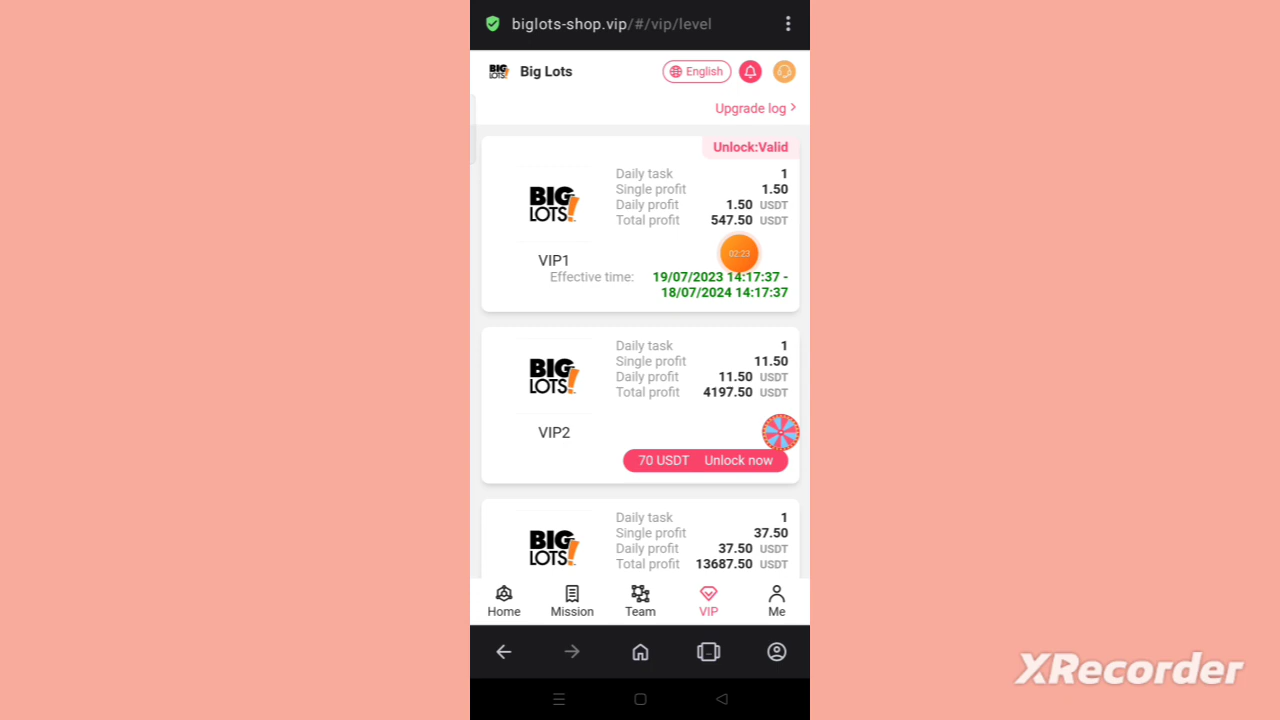 biglots-shop.vip/#/vip/level
BIG LOTS! Big Lots English
Upgrade log >
Unlock:Valid
Daily task 1
Single profit 1.50
Daily profit 1.50 USDT
Total profit 547.50 USDT
BIG
LOTS!
02:23
VIP1
Effective time: 19/07/2023 14:17:37 -
18/07/2024 14:17:37
Daily task 1
Single profit 11.50
Daily profit 11.50 USDT
Total profit 4197.50 USDT
BIG
LOTS!
VIP2
70 USDT Unlock now
Daily task 1
Single profit 37.50
Daily profit 37.50 USDT
Total profit 13687.50 USDT
BIG
LOTS!
Home Mission Team VIP Me
XRecorder